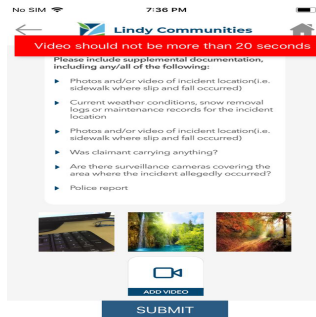 No SIM 7:36 PM
Lindy Communities
Video should not be more than 20 seconds
Please include supplemental documentation,
including any/all of the following:
Photos and/or video of incident location(i.e.
sidewalk where slip and fall occurred)
Current weather conditions, snow removal
logs or maintenance records for the incident
location
Photos and/or video of incident location(i.e.
sidewalk where slip and fall occurred)
Was claimant carrying anything?
Are there surveillance cameras covering the
area where the incident allegedly occurred?
Police report
ADD VIDEO
SUBMIT